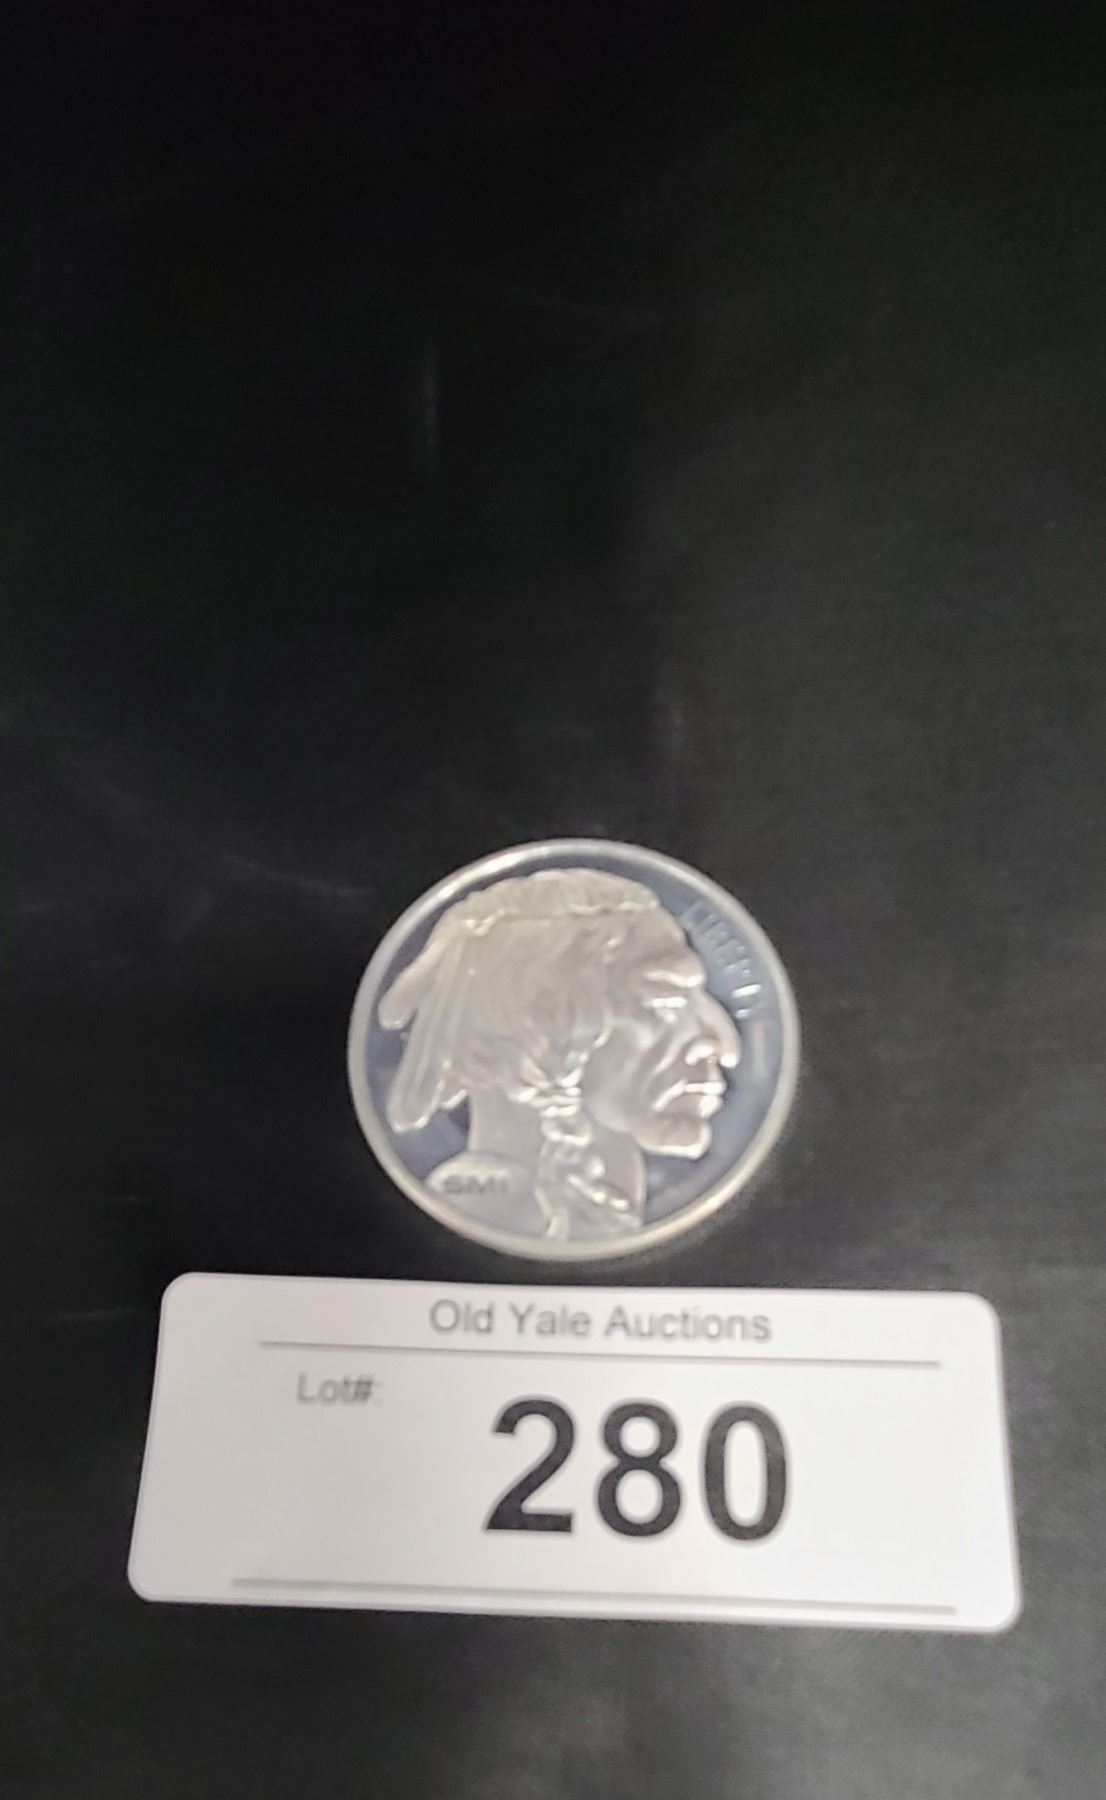 LIBERTY
SMI
Old Yale Auctions
Lot#:
280